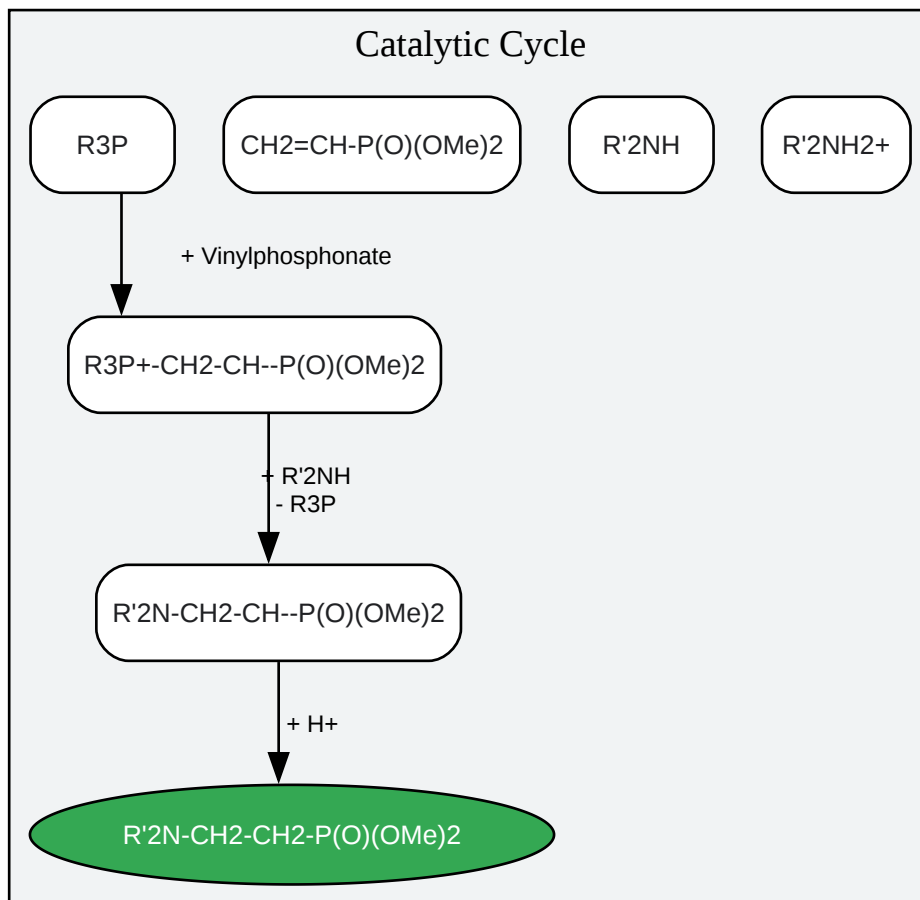 Catalytic Cycle
R3P
CH2=CH-P(O)(OMe)2
R'2NH
R'2NH2+
+ Vinylphosphonate
R3P+-CH2-CH--P(O)(OMe)2
+ R'2NH
- R3P
R'2N-CH2-CH--P(O)(OMe)2
+ H+
R'2N-CH2-CH2-P(O)(OMe)2